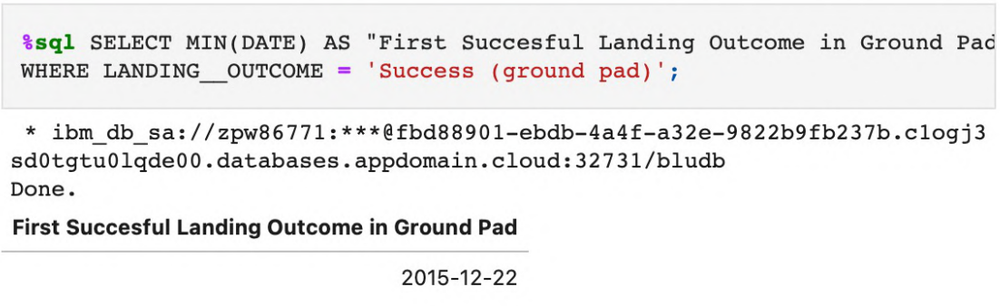 %sql SELECT MIN(DATE) AS "First Succesful Landing Outcome in Ground Pad
WHERE LANDING__OUTCOME = 'Success (ground pad)';
* ibm_db_sa://zpw86771:***@fbd88901-ebdb-4a4f-a32e-9822b9fb237b.c1ogj3
sd0tgtu0lqde00.databases.appdomain.cloud:32731/bludb
Done.
First Succesful Landing Outcome in Ground Pad
2015-12-22